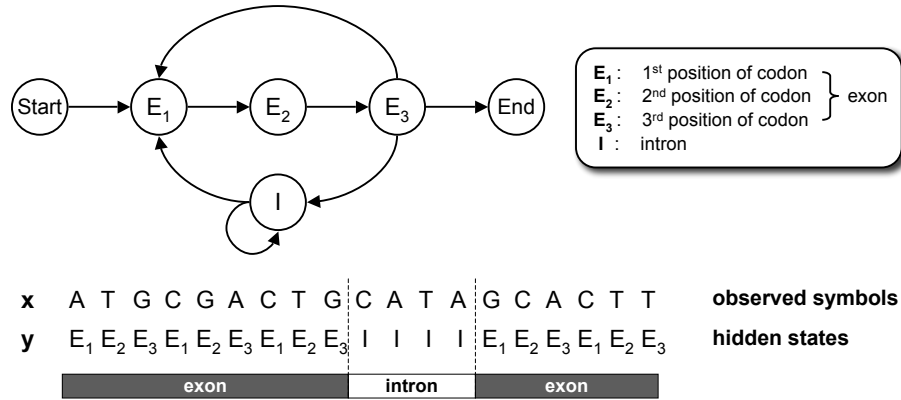 Start E₁ E₂ E₃ End
I
E₁ : 1st position of codon
E₂ : 2nd position of codon
E₃ : 3rd position of codon
exon
I : intron
x A T G C G A C T G C A T A G C A C T T observed symbols
y E₁ E₂ E₃ E₁ E₂ E₃ E₁ E₂ E₃ I I I I E₁ E₂ E₃ E₁ E₂ E₃ hidden states
exon intron exon